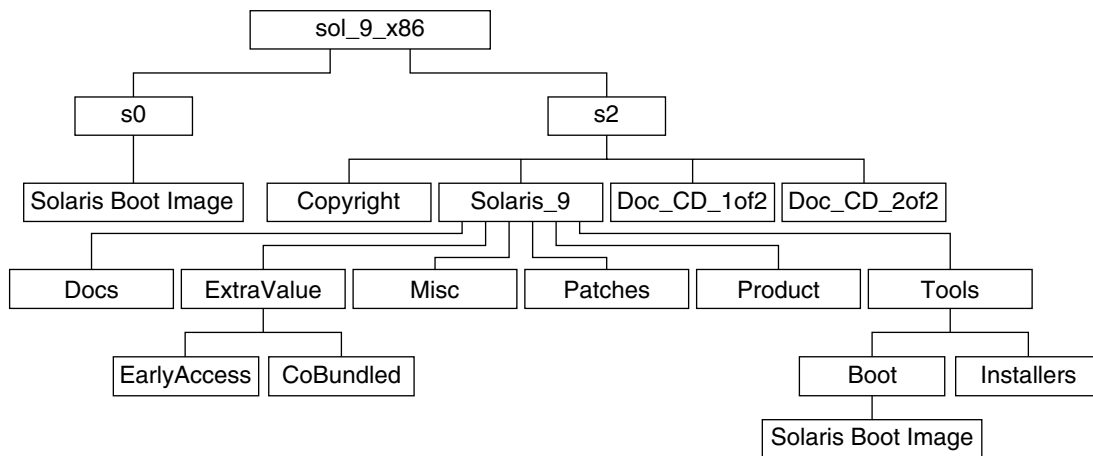 sol_9_x86
s0
s2
Solaris Boot Image
Copyright
Solaris_9
Doc_CD_1of2
Doc_CD_2of2
Docs
ExtraValue
Misc
Patches
Product
Tools
EarlyAccess
CoBundled
Boot
Installers
Solaris Boot Image